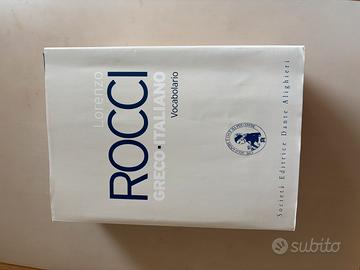 Lorenzo
ROCCI
GRECO•ITALIANO
Vocabolario
Società Editrice Dante Alighieri
subito